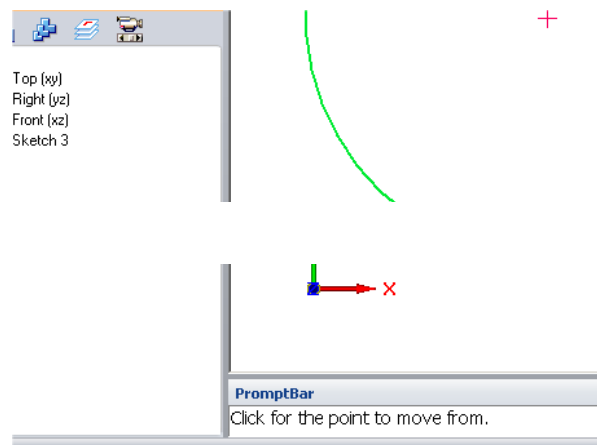 Top (xy)
Right (yz)
Front (xz)
Sketch 3
X
PromptBar
Click for the point to move from.